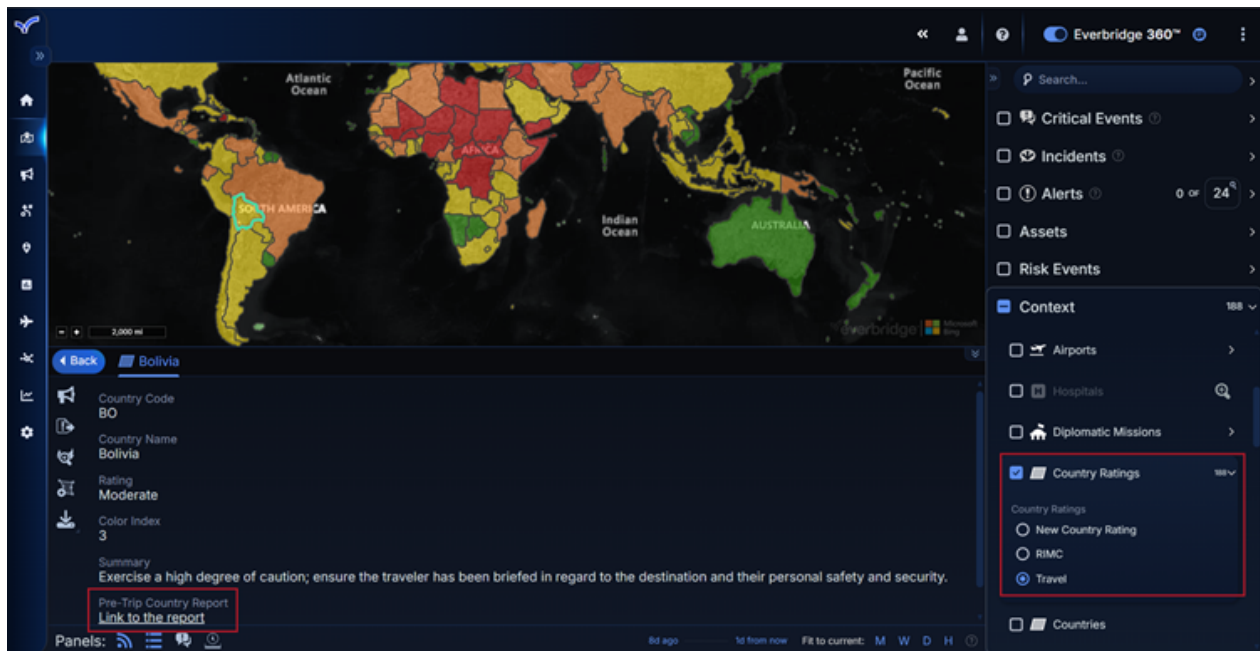 Everbridge 360™
Atlantic
Ocean
Pacific
Ocean
AFRICA
SOUTH AMERICA
Indian
Ocean
AUSTRALIA
2,000 mi
everbridge
Microsoft
Bing
Search...
Critical Events
Incidents
Alerts 0 OF 24
Assets
Risk Events
Context 188
Airports
Hospitals
Diplomatic Missions
Country Ratings 188
Country Ratings
New Country Rating
RIMC
Travel
Countries
Back
Bolivia
Country Code
BO
Country Name
Bolivia
Rating
Moderate
Color Index
3
Summary
Exercise a high degree of caution; ensure the traveler has been briefed in regard to the destination and their personal safety and security.
Pre-Trip Country Report
Link to the report
Panels: 8d ago 1d from now Fit to current: M W D H